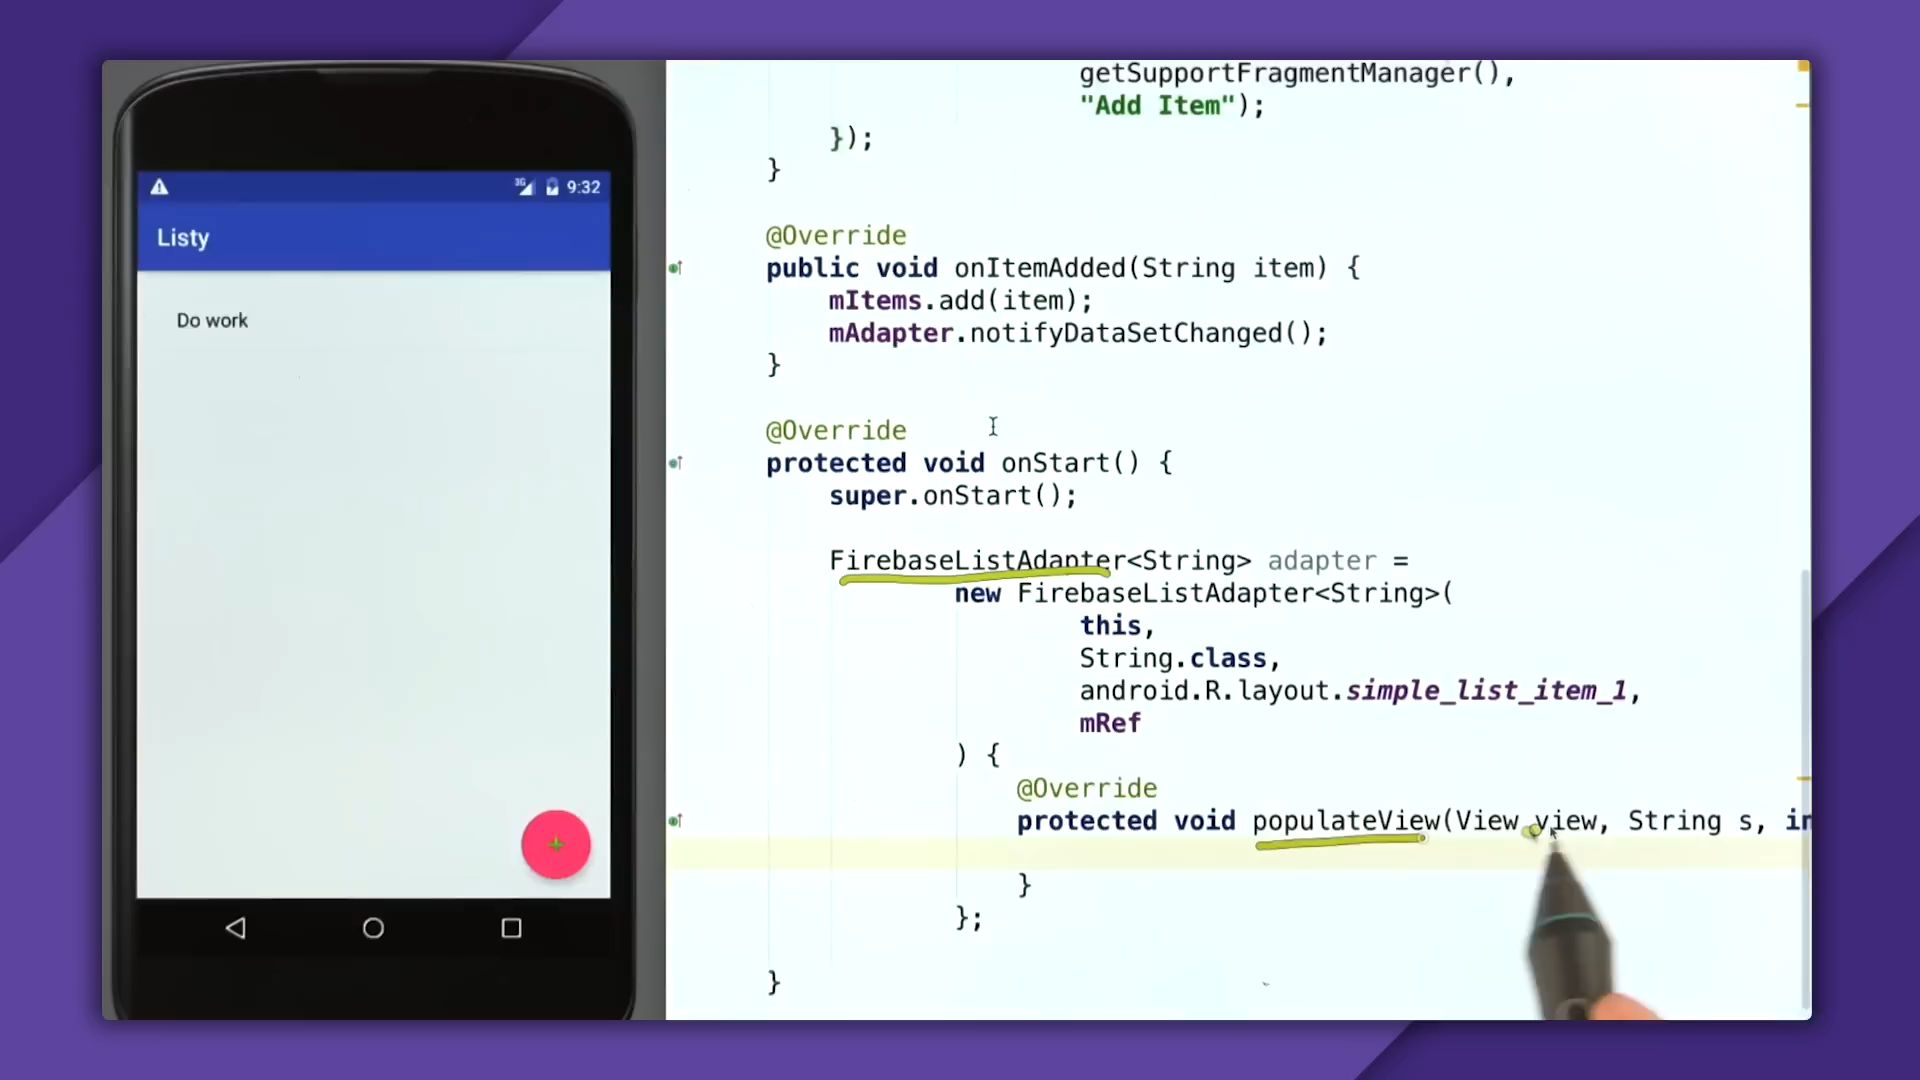 3G 9:32
Listy
Do work
getSupportFragmentManager(),
"Add Item");
});
}
@Override
public void onItemAdded(String item) {
mItems.add(item);
mAdapter.notifyDataSetChanged();
}
@Override
protected void onStart() {
super.onStart();
FirebaseListAdapter<String> adapter =
new FirebaseListAdapter<String>(
this,
String.class,
android.R.layout.simple_list_item_1,
mRef
) {
@Override
protected void populateView(View view, String s, in
}
};
}